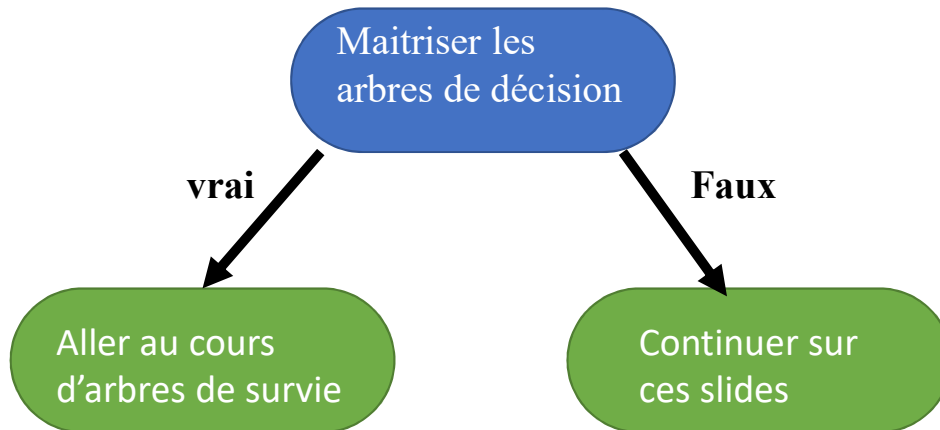 Maitriser les
arbres de décision
vrai
Faux
Aller au cours
d’arbres de survie
Continuer sur
ces slides